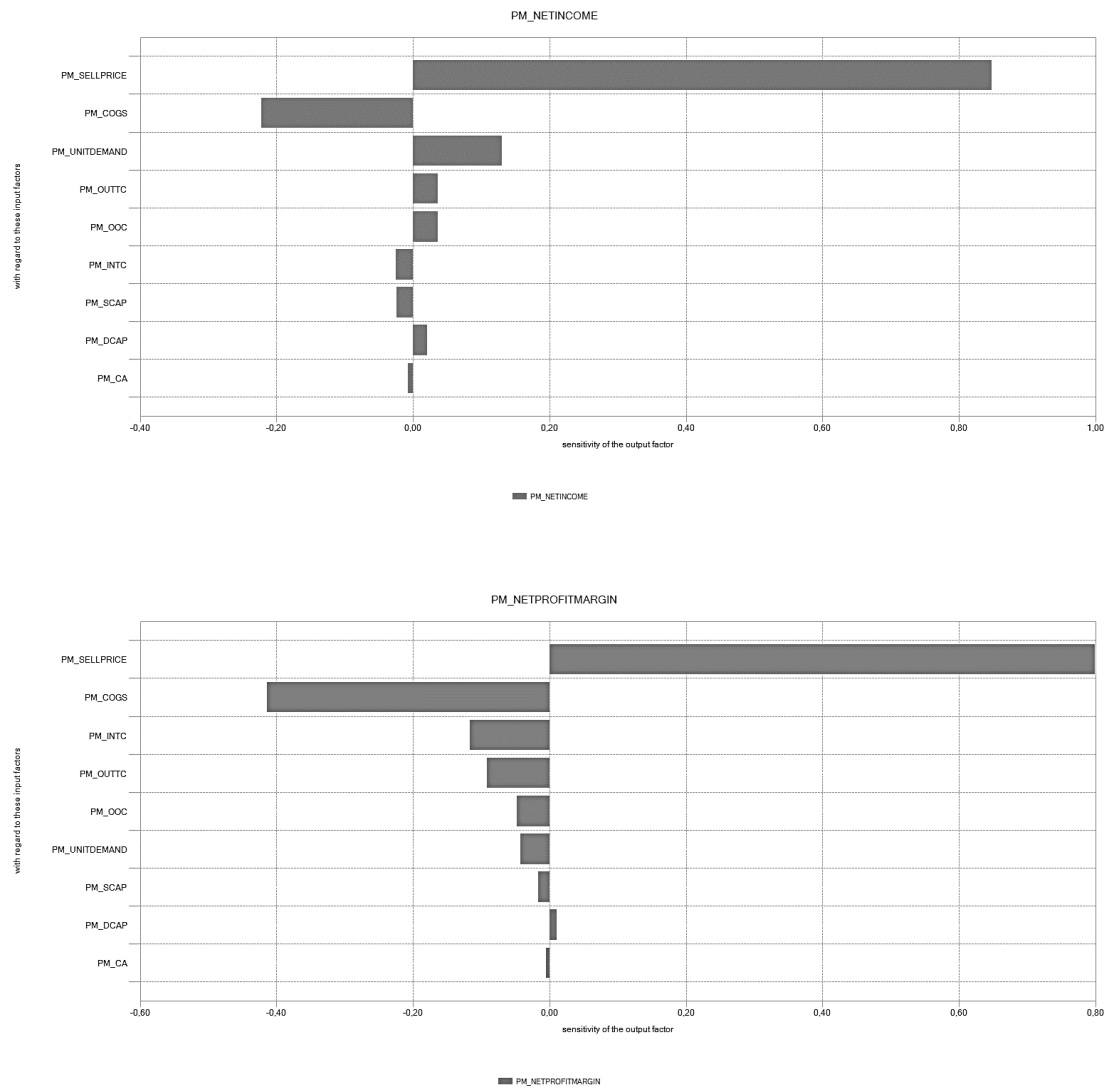 PM_NETINCOME
with regard to these input factors
PM_SELLPRICE
PM_COGS
PM_UNITDEMAND
PM_OUTTC
PM_OOC
PM_INTC
PM_SCAP
PM_DCAP
PM_CA
-0,40 -0,20 0,00 0,20 0,40 0,60 0,80 1,00
sensitivity of the output factor
PM_NETINCOME
PM_NETPROFITMARGIN
with regard to these input factors
PM_SELLPRICE
PM_COGS
PM_INTC
PM_OUTTC
PM_OOC
PM_UNITDEMAND
PM_SCAP
PM_DCAP
PM_CA
-0,60 -0,40 -0,20 0,00 0,20 0,40 0,60 0,80
sensitivity of the output factor
PM_NETPROFITMARGIN